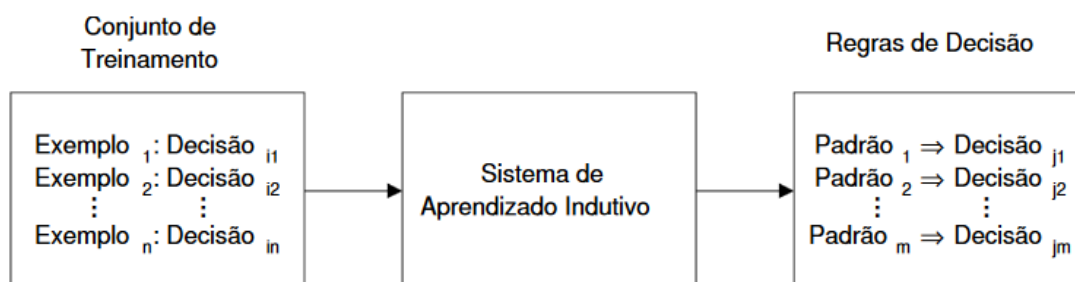 Conjunto de
Treinamento
Exemplo 1: Decisão i1
Exemplo 2: Decisão i2
⋮ ⋮
Exemplo n: Decisão in
Sistema de
Aprendizado Indutivo
Regras de Decisão
Padrão 1 ⇒ Decisão j1
Padrão 2 ⇒ Decisão j2
⋮ ⋮
Padrão m ⇒ Decisão jm